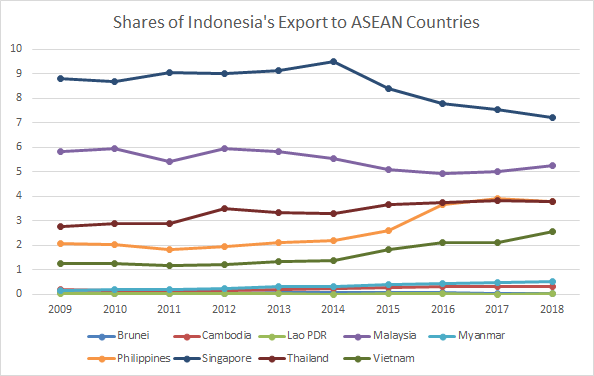 Shares of Indonesia's Export to ASEAN Countries
10
9
8
7
6
5
4
3
2
1
0
2009 2010 2011 2012 2013 2014 2015 2016 2017 2018
Brunei Cambodia Lao PDR Malaysia Myanmar
Philippines Singapore Thailand Vietnam